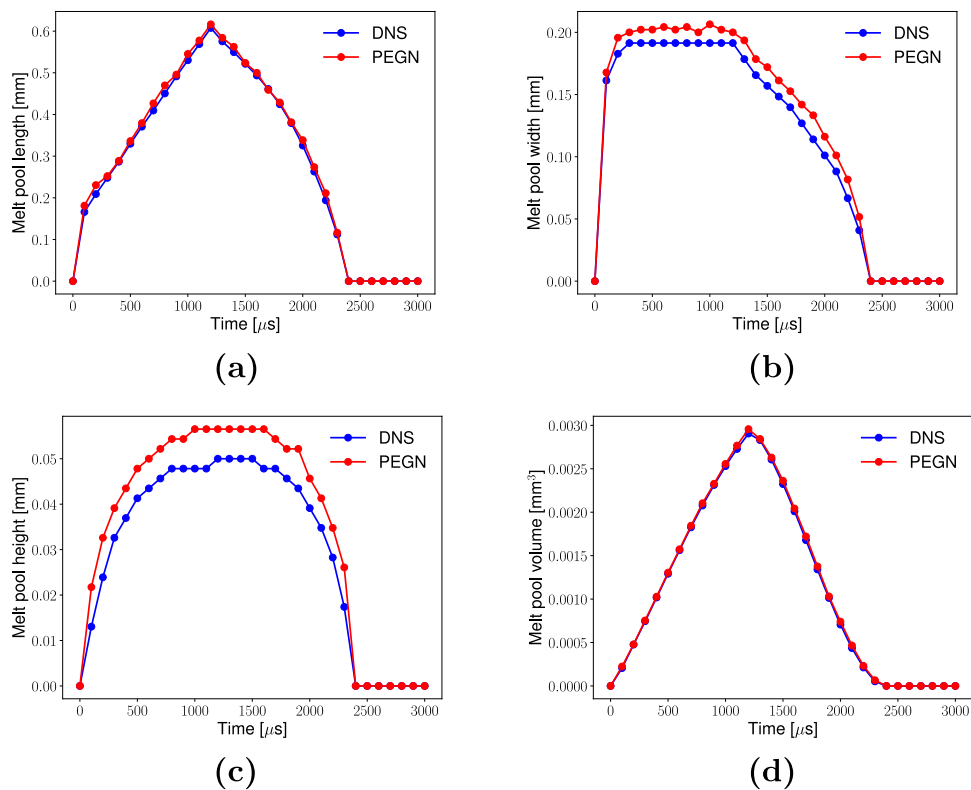 Melt pool length [mm]
0.6
0.5
0.4
0.3
0.2
0.1
0.0
DNS
PEGN
0 500 1000 1500 2000 2500 3000
Time [μs]
(a)
Melt pool width [mm]
0.20
0.15
0.10
0.05
0.00
DNS
PEGN
0 500 1000 1500 2000 2500 3000
Time [μs]
(b)
Melt pool height [mm]
0.05
0.04
0.03
0.02
0.01
0.00
DNS
PEGN
0 500 1000 1500 2000 2500 3000
Time [μs]
(c)
Melt pool volume [mm³]
0.0030
0.0025
0.0020
0.0015
0.0010
0.0005
0.0000
DNS
PEGN
0 500 1000 1500 2000 2500 3000
Time [μs]
(d)